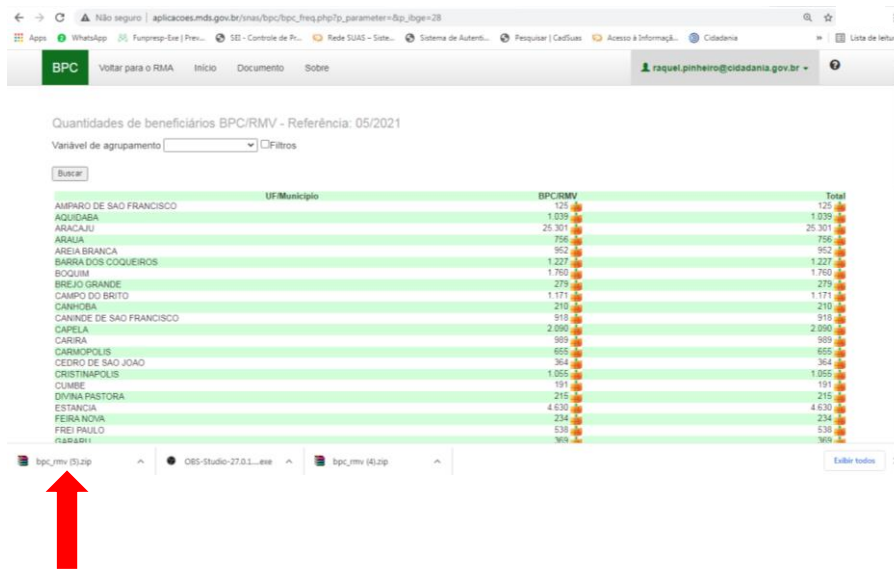 Não seguro | aplicacoes.mds.gov.br/snas/bpc/bpc_freq.php?p_parameter=&p_ibge=28
Apps WhatsApp Funpresp-Exe | Prev... SEI - Controle de Pr... Rede SUAS – Siste... Sistema de Autenti... Pesquisar | CadSuas Acesso à Informaçã... Cidadania » Lista de leitu
BPC Voltar para o RMA Início Documento Sobre raquel.pinheiro@cidadania.gov.br
Quantidades de beneficiários BPC/RMV - Referência: 05/2021
Variável de agrupamento Filtros
Buscar
UF/Município BPC/RMV Total
AMPARO DE SAO FRANCISCO 125 125
AQUIDABA 1.039 1.039
ARACAJU 25.301 25.301
ARAUA 756 756
AREIA BRANCA 952 952
BARRA DOS COQUEIROS 1.227 1.227
BOQUIM 1.760 1.760
BREJO GRANDE 279 279
CAMPO DO BRITO 1.171 1.171
CANHOBA 210 210
CANINDE DE SAO FRANCISCO 918 918
CAPELA 2.090 2.090
CARIRA 989 989
CARMOPOLIS 655 655
CEDRO DE SAO JOAO 364 364
CRISTINAPOLIS 1.055 1.055
CUMBE 191 191
DIVINA PASTORA 215 215
ESTANCIA 4.630 4.630
FEIRA NOVA 234 234
FREI PAULO 538 538
GARARU 369 369
bpc_rmv (5).zip OBS-Studio-27.0.1....exe bpc_rmv (4).zip Exibir todos